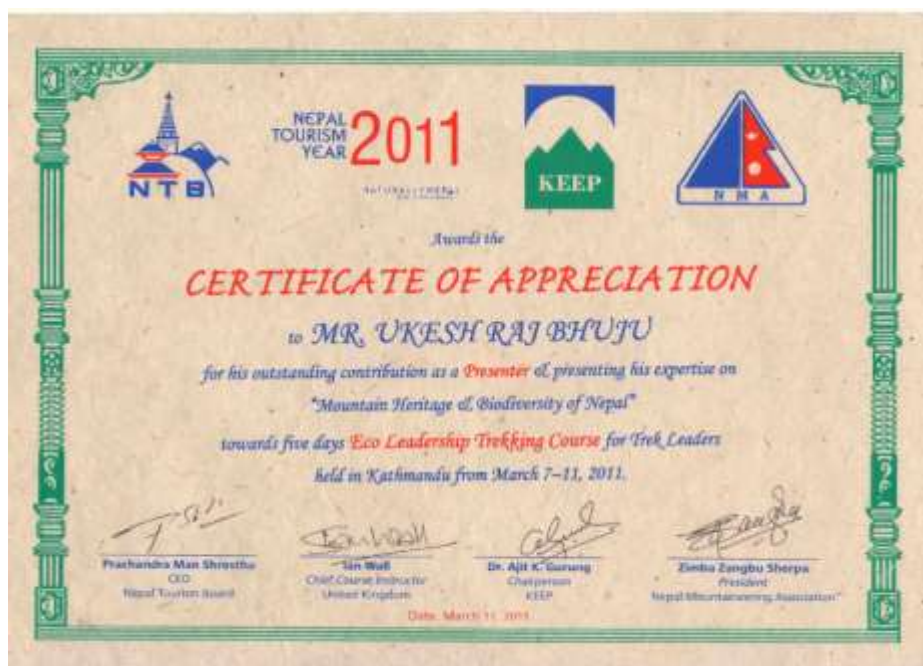 NTB
NEPAL
TOURISM
YEAR
2011
KEEP
NMA
Awards the
CERTIFICATE OF APPRECIATION
to MR. UKESH RAJ BHUJU
for his outstanding contribution as a Presenter & presenting his expertise on
"Mountain Heritage & Biodiversity of Nepal"
towards five days Eco Leadership Trekking Course for Trek Leaders
held in Kathmandu from March 7–11, 2011.
Prachandra Man Shrestha
CEO
Nepal Tourism Board
Ian Wall
Chief Course Instructor
United Kingdom
Dr. Ajit K. Gurung
Chairperson
KEEP
Zimba Zangbu Sherpa
President
Nepal Mountaineering Association
Date: March 11, 2011